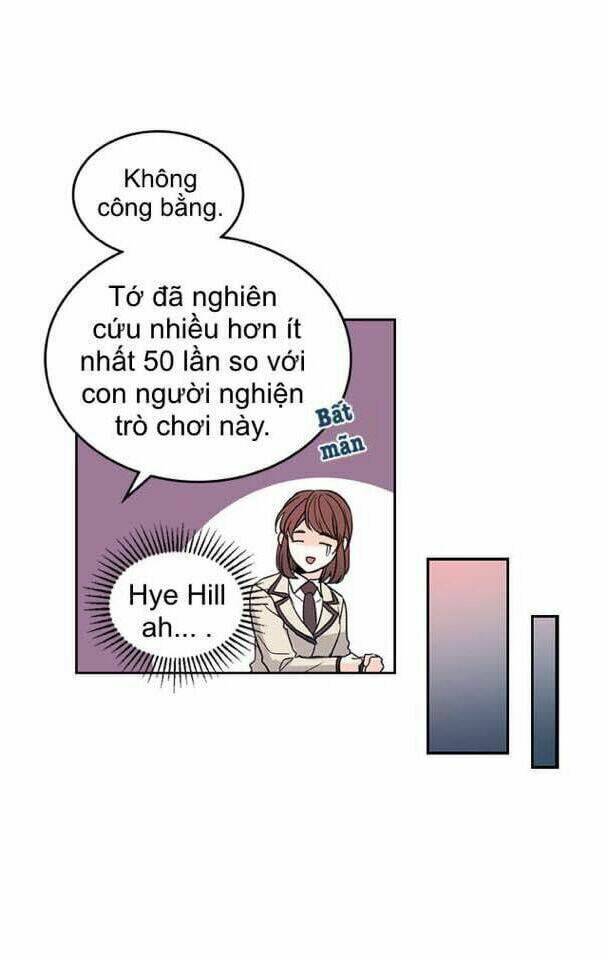 Không
công bằng.
Tớ đã nghiên
cứu nhiều hơn ít
nhất 50 lần so với
con người nghiện
trò chơi này.
Bất
mãn
Hye Hill
ah... .